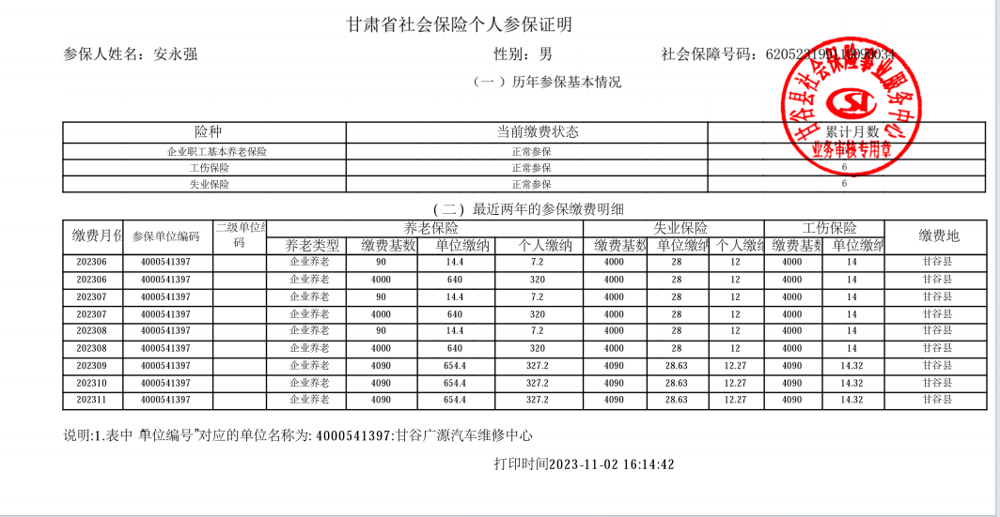 甘肃省社会保险个人参保证明
参保人姓名：安永强 性别：男 社会保障号码：
（一）历年参保基本情况
险种 当前缴费状态 累计月数
企业职工基本养老保险 正常参保
工伤保险 正常参保 6
失业保险 正常参保 6
甘谷县社会保险事业服务中心
业务审核专用章
(二) 最近两年的参保缴费明细
缴费月份 参保单位编码 二级单位 码 养老保险 失业保险 工伤保险 缴费地
养老类型 缴费基数 单位缴纳 个人缴纳 缴费基数 单位缴纳 个人缴纳 缴费基数 单位缴纳
202306 4000541397 企业养老 90 14.4 7.2 4000 28 12 4000 14 甘谷县
202306 4000541397 企业养老 4000 640 320 4000 28 12 4000 14 甘谷县
202307 4000541397 企业养老 90 14.4 7.2 4000 28 12 4000 14 甘谷县
202307 4000541397 企业养老 4000 640 320 4000 28 12 4000 14 甘谷县
202308 4000541397 企业养老 90 14.4 7.2 4000 28 12 4000 14 甘谷县
202308 4000541397 企业养老 4000 640 320 4000 28 12 4000 14 甘谷县
202309 4000541397 企业养老 4090 654.4 327.2 4090 28.63 12.27 4090 14.32 甘谷县
202310 4000541397 企业养老 4090 654.4 327.2 4090 28.63 12.27 4090 14.32 甘谷县
202311 4000541397 企业养老 4090 654.4 327.2 4090 28.63 12.27 4090 14.32 甘谷县
说明:1.表中“单位编号”对应的单位名称为: 4000541397:甘谷广源汽车维修中心
打印时间2023-11-02 16:14:42